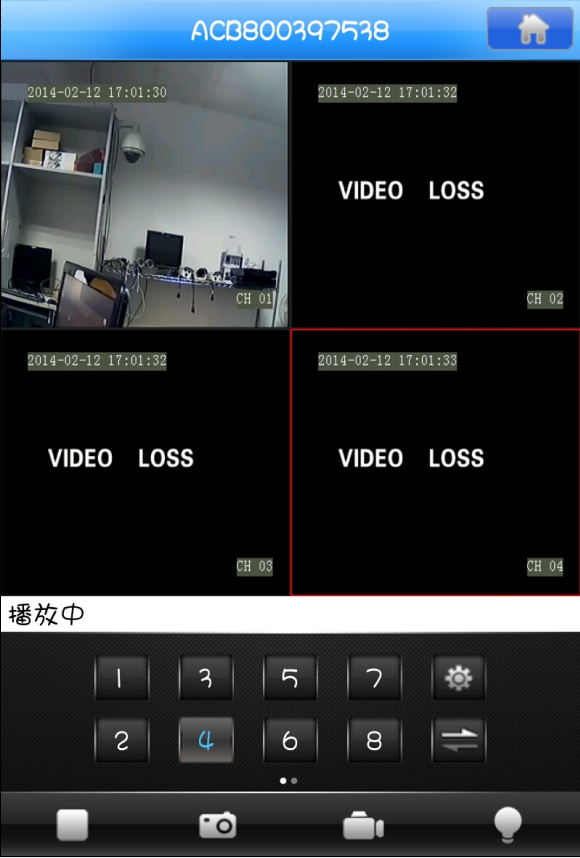 ACB800397538
2014-02-12 17:01:30
CH 01
2014-02-12 17:01:32
VIDEO LOSS
CH 02
2014-02-12 17:01:32
VIDEO LOSS
CH 03
2014-02-12 17:01:33
VIDEO LOSS
CH 04
播放中
1 3 5 7
2 4 6 8